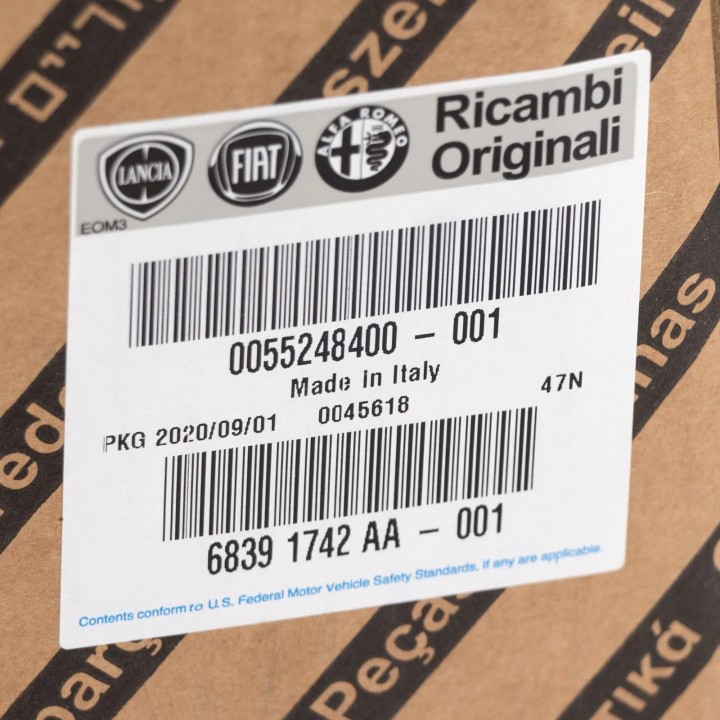 LANCIA FIAT ALFA ROMEO Ricambi
Originali
EOM3
0055248400 - 001
Made in Italy
PKG 2020/09/01 0045618 47N
6839 1742 AA - 001
Contents conform to U.S. Federal Motor Vehicle Safety Standards, if any are applicable.